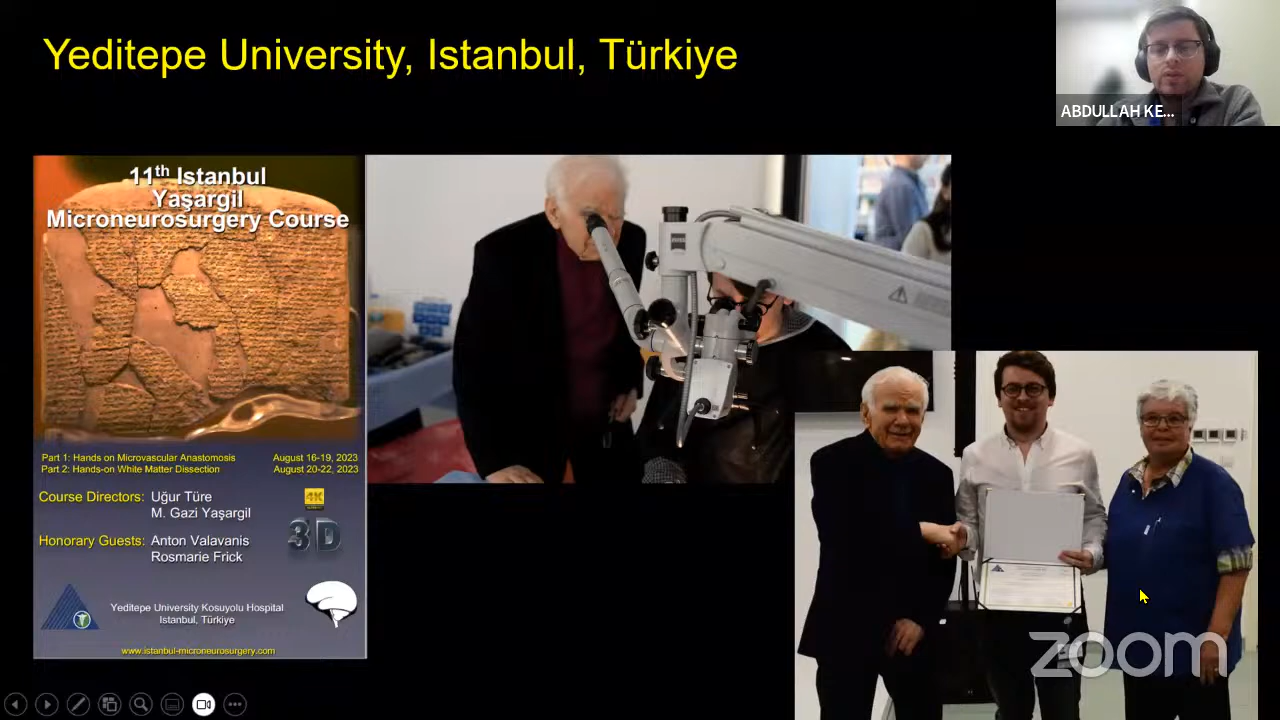 Yeditepe University, Istanbul, Türkiye
ABDULLAH KE...
11th Istanbul
Yaşargil
Microneurosurgery Course
Part 1: Hands on Microvascular Anastomosis August 16-19, 2023
Part 2: Hands-on White Matter Dissection August 20-22, 2023
Course Directors: Uğur Türe
M. Gazi Yaşargil
4K
3D
Honorary Guests: Anton Valavanis
Rosmarie Frick
Yeditepe University Kosuyolu Hospital
Istanbul, Türkiye
www.istanbul-microneurosurgery.com
ZEISS
zoom